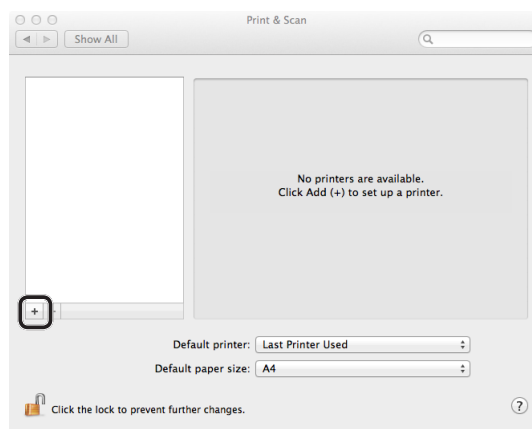 Print & Scan
Show All
No printers are available.
Click Add (+) to set up a printer.
+ -
Default printer: Last Printer Used
Default paper size: A4
Click the lock to prevent further changes.
?